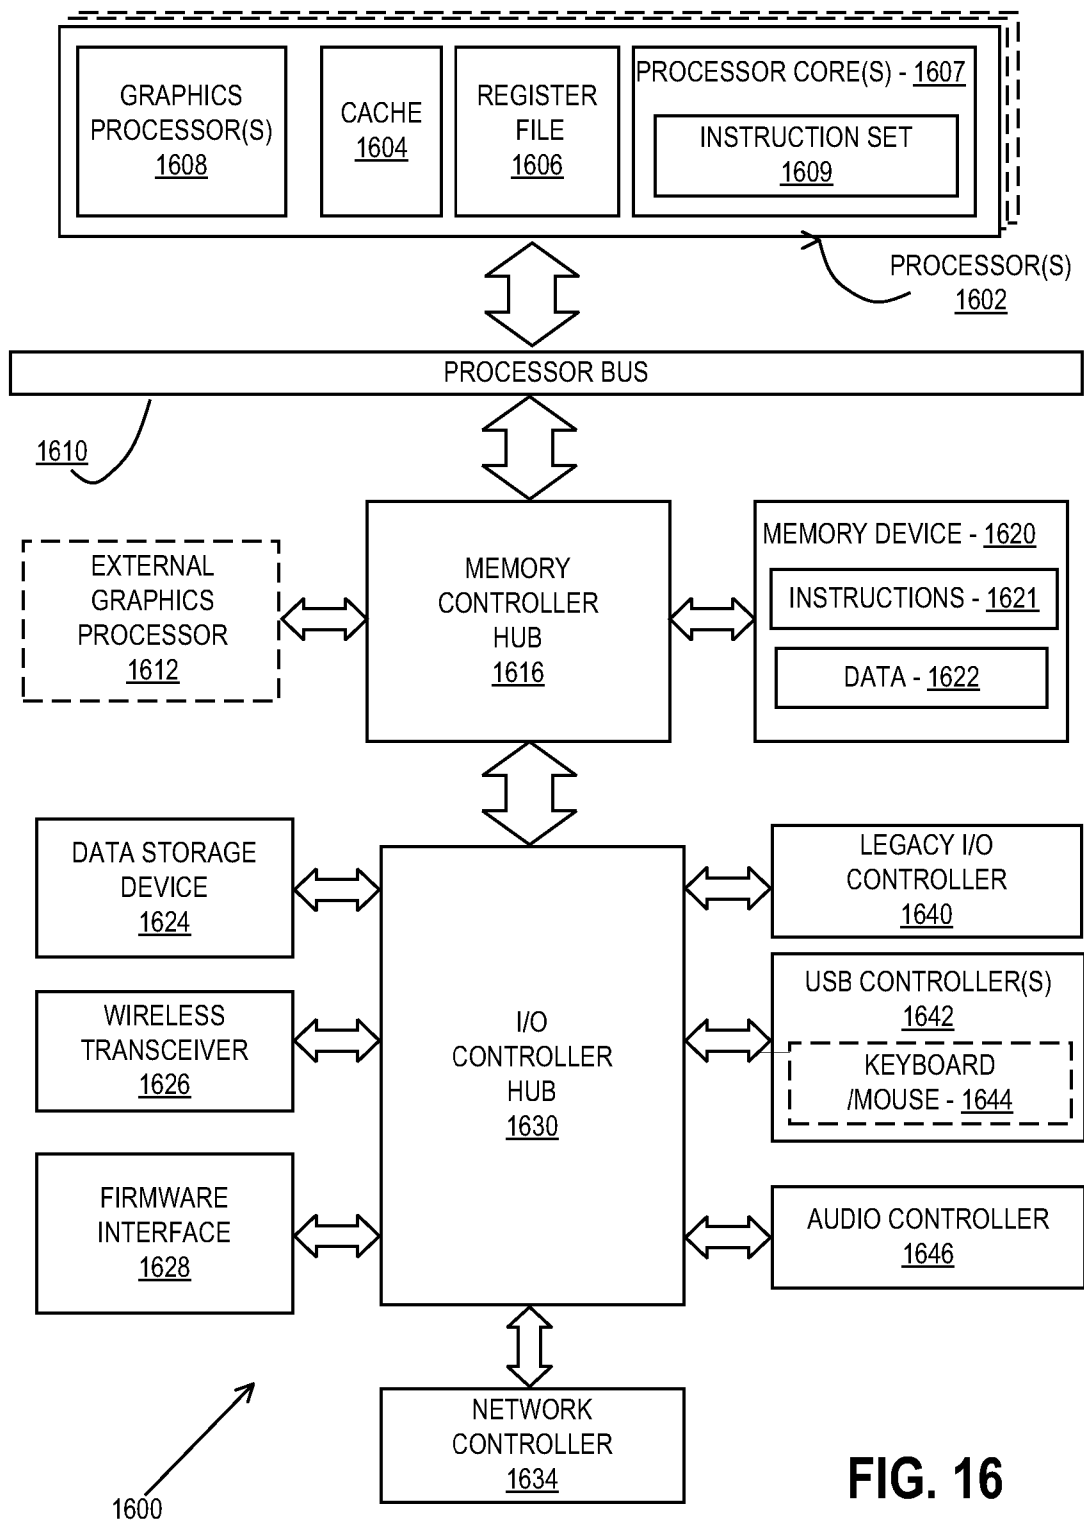 GRAPHICS
PROCESSOR(S)
1608
CACHE
1604
REGISTER
FILE
1606
PROCESSOR CORE(S) - 1607
INSTRUCTION SET
1609
PROCESSOR(S)
1602
PROCESSOR BUS
1610
EXTERNAL
GRAPHICS
PROCESSOR
1612
MEMORY
CONTROLLER
HUB
1616
MEMORY DEVICE - 1620
INSTRUCTIONS - 1621
DATA - 1622
DATA STORAGE
DEVICE
1624
WIRELESS
TRANSCEIVER
1626
FIRMWARE
INTERFACE
1628
I/O
CONTROLLER
HUB
1630
LEGACY I/O
CONTROLLER
1640
USB CONTROLLER(S)
1642
KEYBOARD
/MOUSE - 1644
AUDIO CONTROLLER
1646
NETWORK
CONTROLLER
1634
1600
FIG. 16